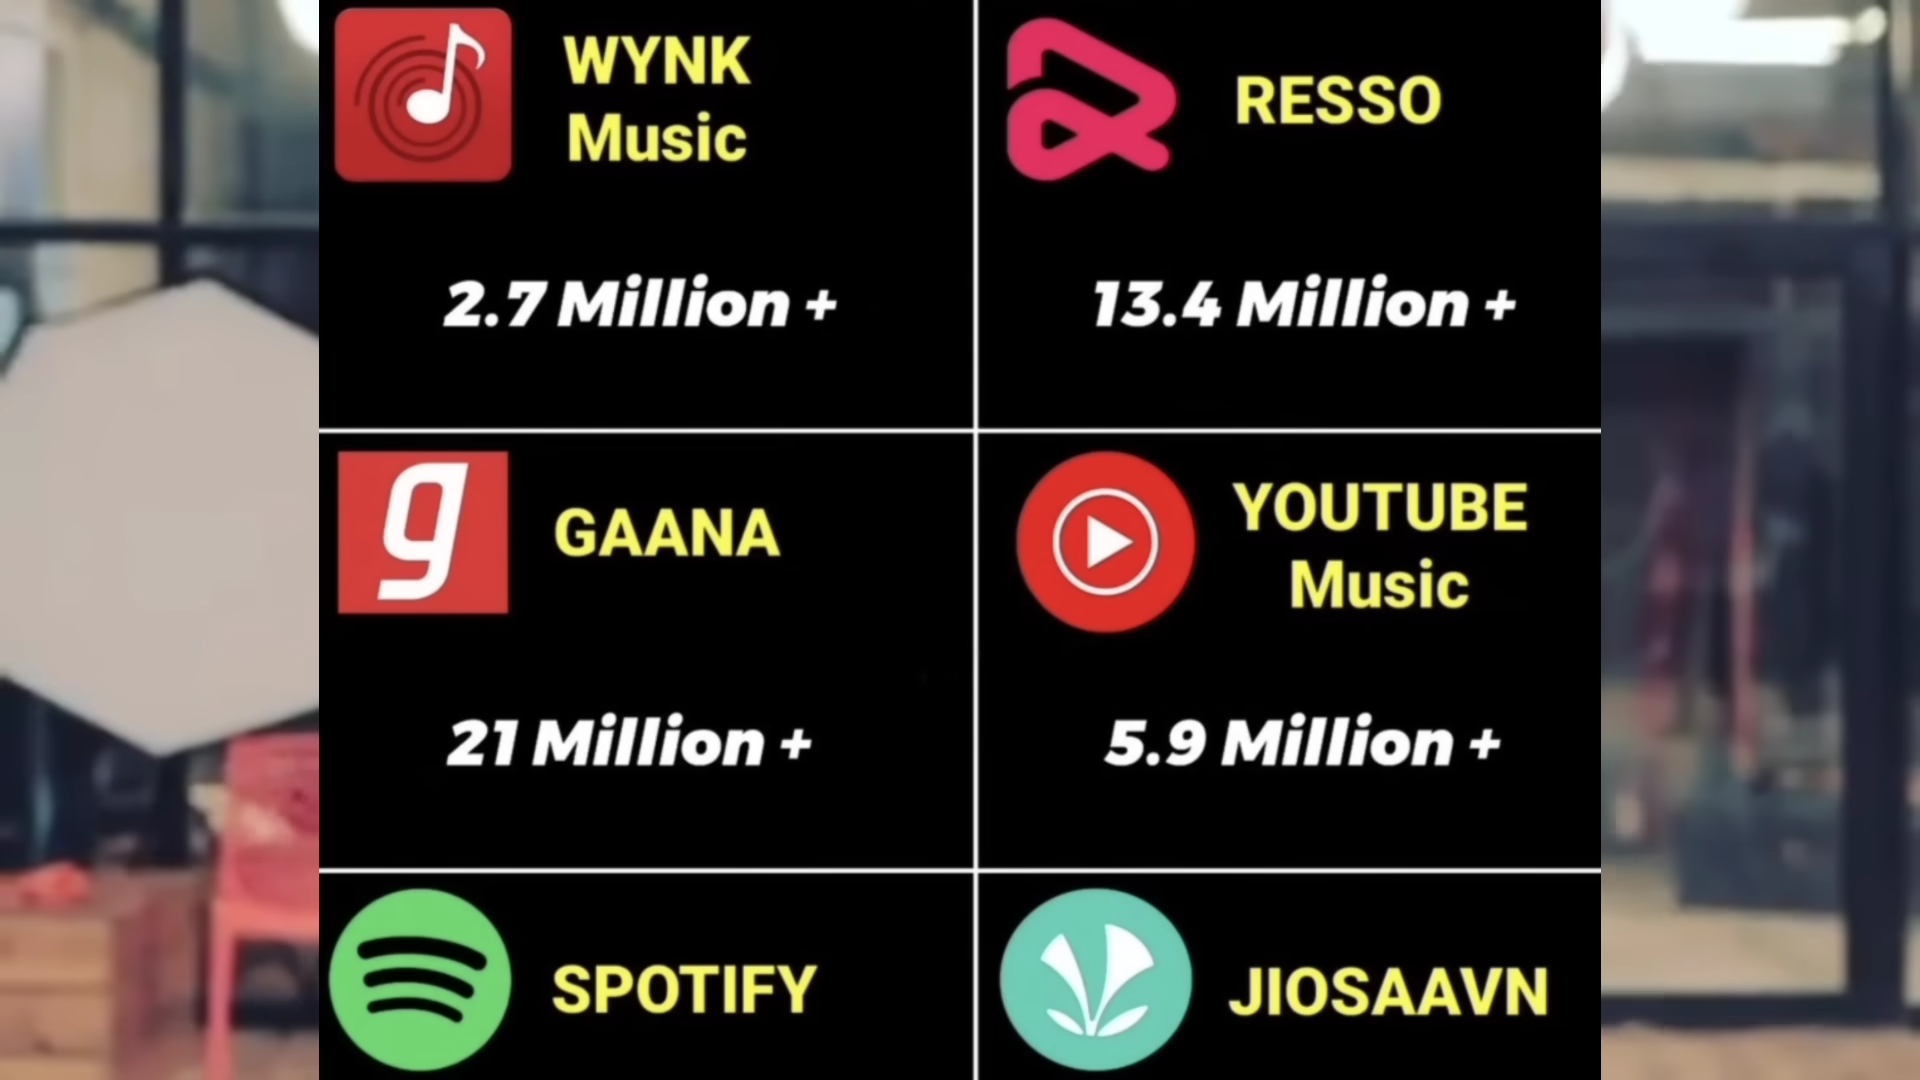 WYNK
Music
RESSO
2.7 Million +
13.4 Million +
g
GAANA
YOUTUBE
Music
21 Million +
5.9 Million +
SPOTIFY
JIOSAAVN